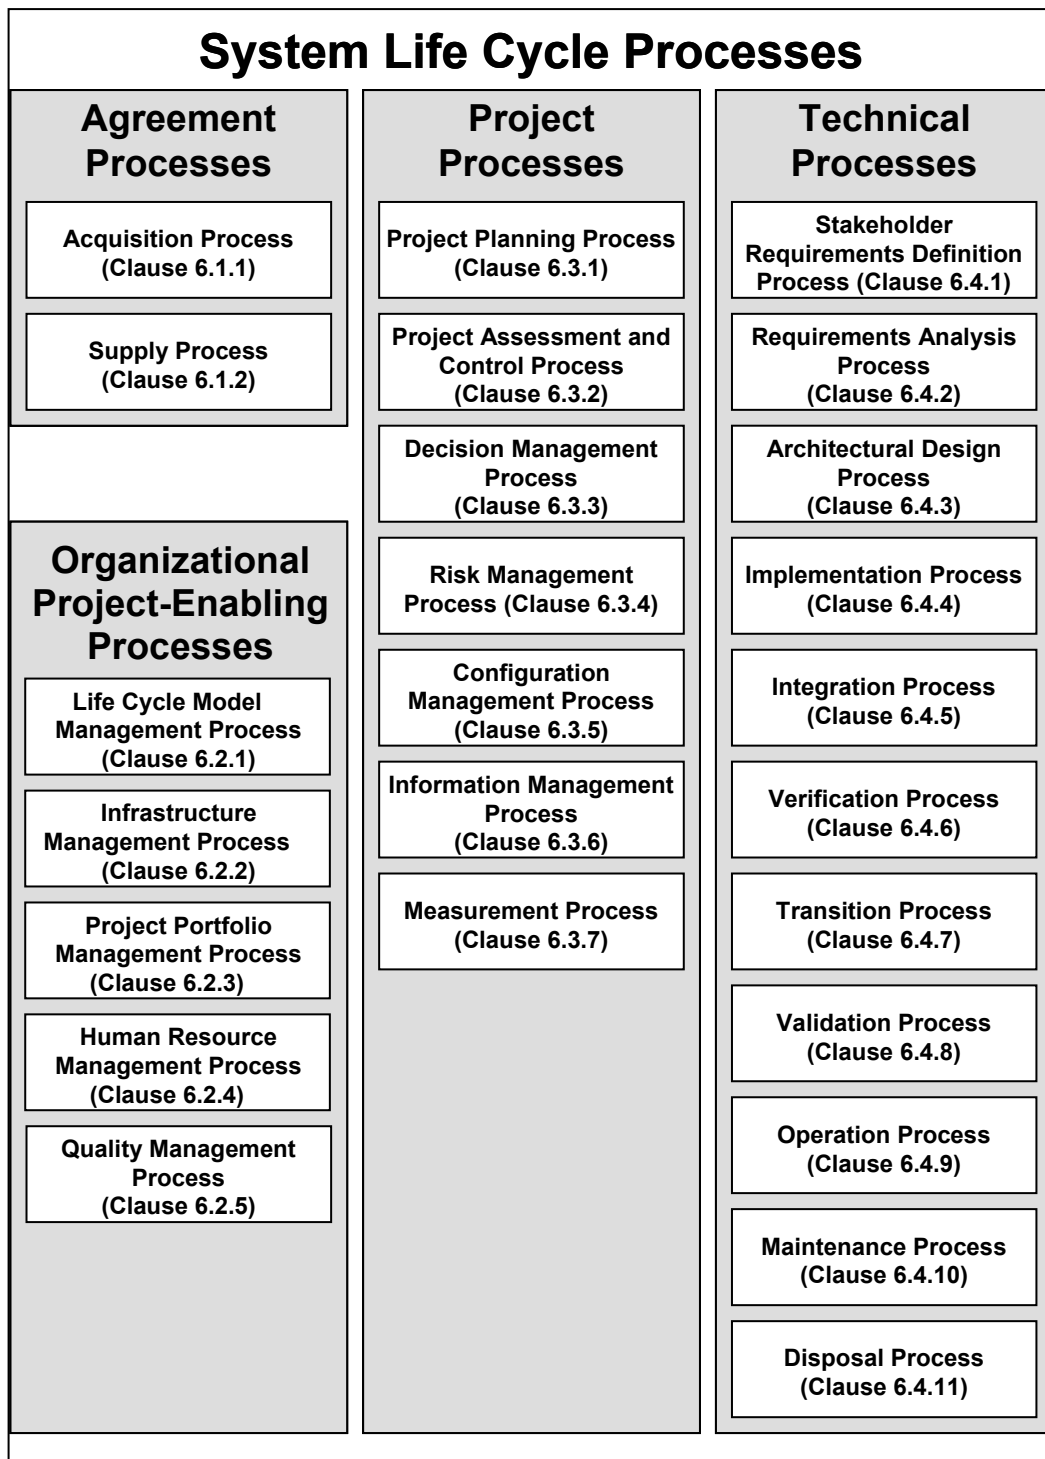 System Life Cycle Processes
Agreement
Processes
Acquisition Process
(Clause 6.1.1)
Supply Process
(Clause 6.1.2)
Organizational
Project-Enabling
Processes
Life Cycle Model
Management Process
(Clause 6.2.1)
Infrastructure
Management Process
(Clause 6.2.2)
Project Portfolio
Management Process
(Clause 6.2.3)
Human Resource
Management Process
(Clause 6.2.4)
Quality Management
Process
(Clause 6.2.5)
Project
Processes
Project Planning Process
(Clause 6.3.1)
Project Assessment and
Control Process
(Clause 6.3.2)
Decision Management
Process
(Clause 6.3.3)
Risk Management
Process (Clause 6.3.4)
Configuration
Management Process
(Clause 6.3.5)
Information Management
Process
(Clause 6.3.6)
Measurement Process
(Clause 6.3.7)
Technical
Processes
Stakeholder
Requirements Definition
Process (Clause 6.4.1)
Requirements Analysis
Process
(Clause 6.4.2)
Architectural Design
Process
(Clause 6.4.3)
Implementation Process
(Clause 6.4.4)
Integration Process
(Clause 6.4.5)
Verification Process
(Clause 6.4.6)
Transition Process
(Clause 6.4.7)
Validation Process
(Clause 6.4.8)
Operation Process
(Clause 6.4.9)
Maintenance Process
(Clause 6.4.10)
Disposal Process
(Clause 6.4.11)